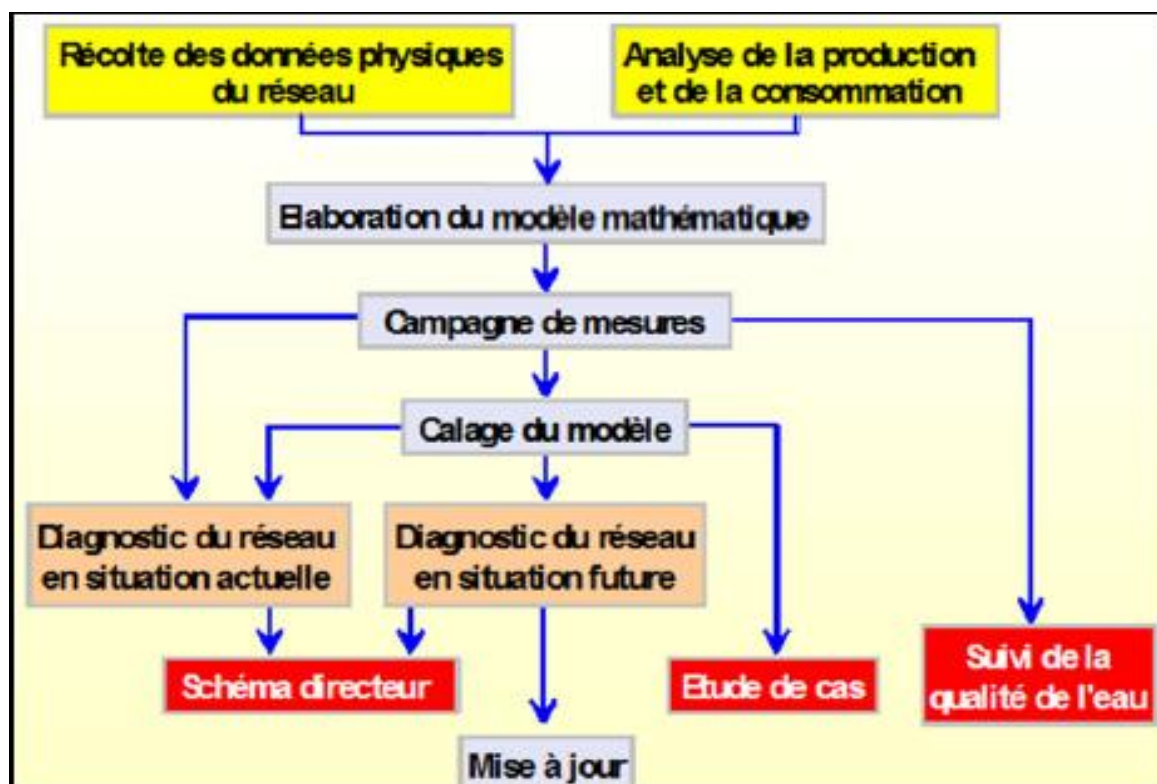 Récolte des données physiques
du réseau
Analyse de la production
et de la consommation
Elaboration du modèle mathématique
Campagne de mesures
Calage du modèle
Diagnostic du réseau
en situation actuelle
Diagnostic du réseau
en situation future
Schéma directeur
Etude de cas
Suivi de la
qualité de l'eau
Mise à jour